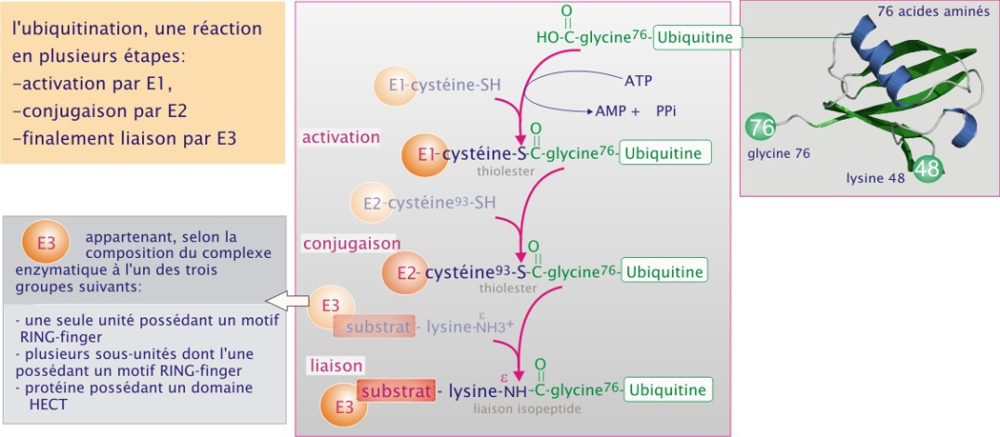 l'ubiquitination, une réaction
en plusieurs étapes:
-activation par E1,
-conjugaison par E2
-finalement liaison par E3
O
HO-C-glycine76- Ubiquitine
E1-cystéine-SH
ATP
AMP + PPi
activation
O
E1-cystéine-S-C-glycine76- Ubiquitine
thiolester
E2-cystéine93-SH
conjugaison
O
E2- cystéine93-S-C-glycine76- Ubiquitine
thiolester
E3
substrat - lysine-NH3+
ε
liaison
O
ε
substrat - lysine-NH-C-glycine76- Ubiquitine
E3
liaison isopeptide
76 acides aminés
76
glycine 76
lysine 48
48
E3
appartenant, selon la
composition du complexe
enzymatique à l'un des trois
groupes suivants:
- une seule unité possédant un motif
RING-finger
- plusieurs sous-unités dont l'une
possédant un motif RING-finger
- protéine possédant un domaine
HECT